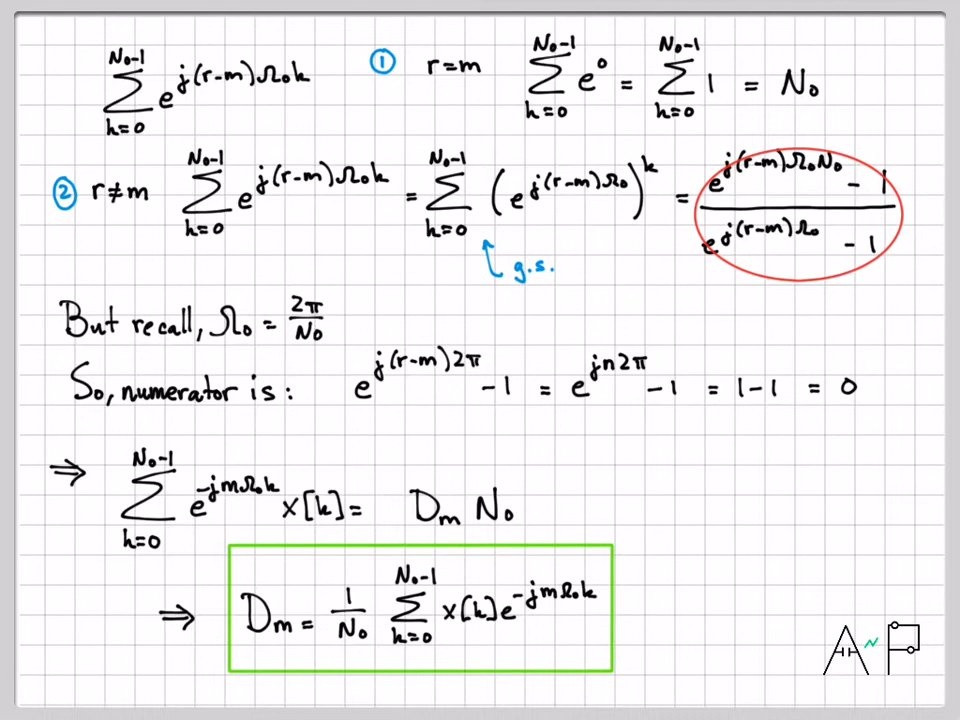 ∑_{k=0}^{N₀-1} e^{j(r-m)Ω₀k} ① r=m ∑_{k=0}^{N₀-1} e⁰ = ∑_{k=0}^{N₀-1} 1 = N₀
② r≠m ∑_{k=0}^{N₀-1} e^{j(r-m)Ω₀k} = ∑_{k=0}^{N₀-1} (e^{j(r-m)Ω₀})^k = (e^{j(r-m)Ω₀N₀} - 1)/(e^{j(r-m)Ω₀} - 1)
g.s.
But recall, Ω₀ = 2π/N₀
So, numerator is: e^{j(r-m)2π} - 1 = e^{jn2π} - 1 = 1-1 = 0
⇒ ∑_{k=0}^{N₀-1} e^{-jmΩ₀k} x[k] = D_m N₀
⇒ D_m = 1/N₀ ∑_{k=0}^{N₀-1} x[k] e^{-jmΩ₀k}
A~P